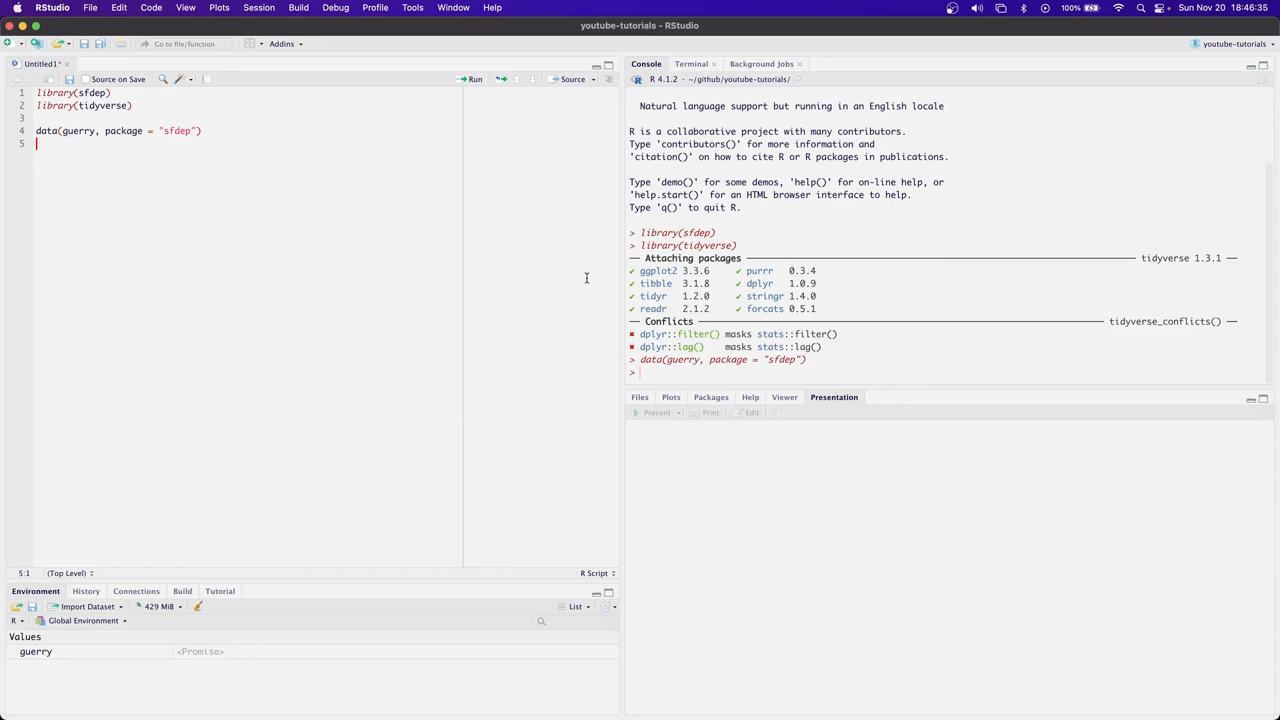 RStudio File Edit Code View Plots Session Build Debug Profile Tools Window Help 100% Sun Nov 20 18:46:35
youtube-tutorials - RStudio
Go to file/function Addins youtube-tutorials
Untitled1*
Source on Save Run Source
1 library(sfdep)
2 library(tidyverse)
3
4 data(guerry, package = "sfdep")
5
5:1 (Top Level) R Script
Environment History Connections Build Tutorial
Import Dataset 429 MiB List
R Global Environment
Values
guerry <Promise>
Console Terminal Background Jobs
R 4.1.2 · ~/github/youtube-tutorials/
Natural language support but running in an English locale
R is a collaborative project with many contributors.
Type 'contributors()' for more information and
'citation()' on how to cite R or R packages in publications.
Type 'demo()' for some demos, 'help()' for on-line help, or
'help.start()' for an HTML browser interface to help.
Type 'q()' to quit R.
> library(sfdep)
> library(tidyverse)
── Attaching packages ── tidyverse 1.3.1 ──
✔ ggplot2 3.3.6 ✔ purrr 0.3.4
✔ tibble 3.1.8 ✔ dplyr 1.0.9
✔ tidyr 1.2.0 ✔ stringr 1.4.0
✔ readr 2.1.2 ✔ forcats 0.5.1
── Conflicts ── tidyverse_conflicts() ──
✖ dplyr::filter() masks stats::filter()
✖ dplyr::lag() masks stats::lag()
> data(guerry, package = "sfdep")
>
Files Plots Packages Help Viewer Presentation
Present Print Edit